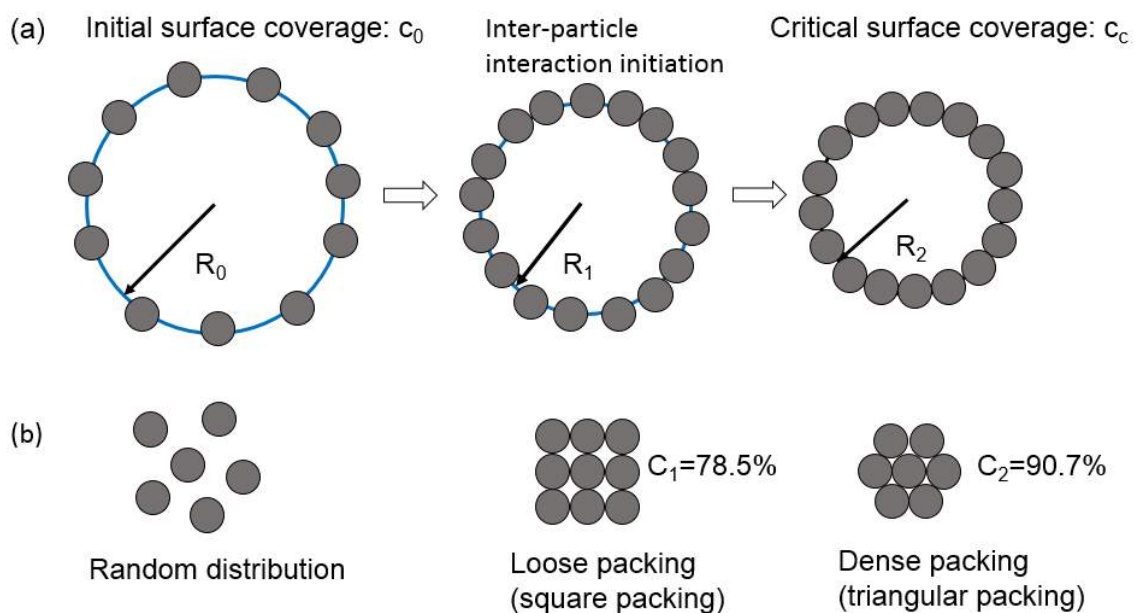 (a) Initial surface coverage: c₀
Inter-particle
interaction initiation
Critical surface coverage: c꜀
R₀
R₁
R₂
(b)
C₁=78.5%
C₂=90.7%
Random distribution
Loose packing
(square packing)
Dense packing
(triangular packing)